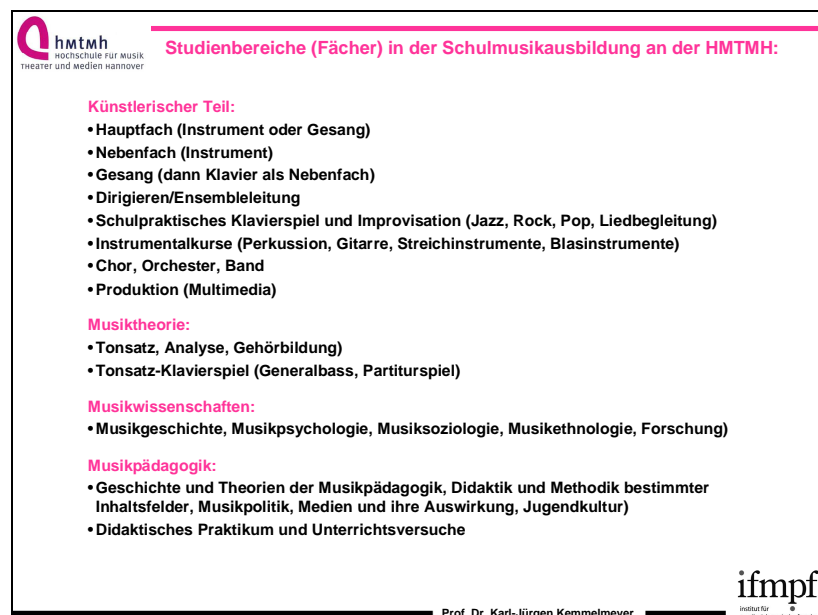 hmtmh
Hochschule für Musik
Theater und Medien Hannover
Studienbereiche (Fächer) in der Schulmusikausbildung an der HMTMH:
Künstlerischer Teil:
• Hauptfach (Instrument oder Gesang)
• Nebenfach (Instrument)
• Gesang (dann Klavier als Nebenfach)
• Dirigieren/Ensembleleitung
• Schulpraktisches Klavierspiel und Improvisation (Jazz, Rock, Pop, Liedbegleitung)
• Instrumentalkurse (Perkussion, Gitarre, Streichinstrumente, Blasinstrumente)
• Chor, Orchester, Band
• Produktion (Multimedia)
Musiktheorie:
• Tonsatz, Analyse, Gehörbildung)
• Tonsatz-Klavierspiel (Generalbass, Partiturspiel)
Musikwissenschaften:
• Musikgeschichte, Musikpsychologie, Musiksoziologie, Musikethnologie, Forschung)
Musikpädagogik:
• Geschichte und Theorien der Musikpädagogik, Didaktik und Methodik bestimmter
Inhaltsfelder, Musikpolitik, Medien und ihre Auswirkung, Jugendkultur)
• Didaktisches Praktikum und Unterrichtsversuche
ifmpf
institut für
Prof. Dr. Karl-Jürgen Kemmelmeyer